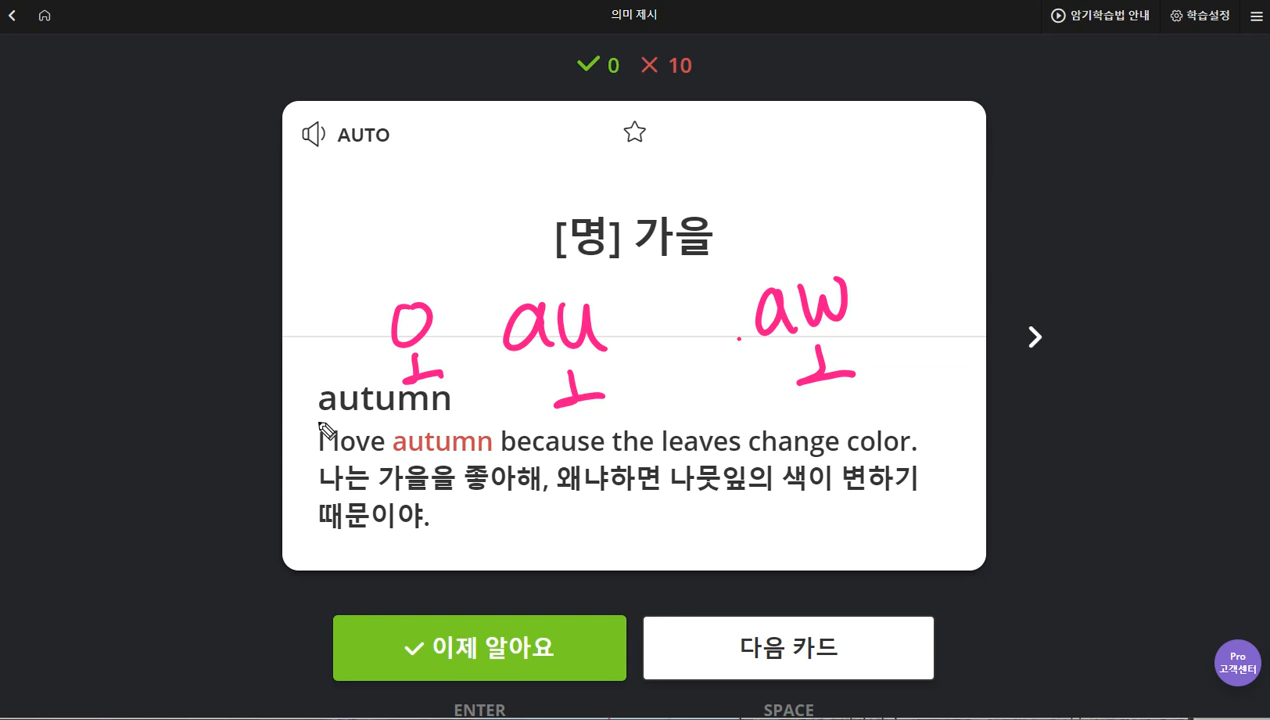 의미 제시
암기학습법 안내
학습설정
0
10
AUTO
[명] 가을
오 au aw
ㅗ ㅗ
autumn
I love autumn because the leaves change color.
나는 가을을 좋아해, 왜냐하면 나뭇잎의 색이 변하기
때문이야.
이제 알아요
다음 카드
ENTER
SPACE
Pro
고객센터